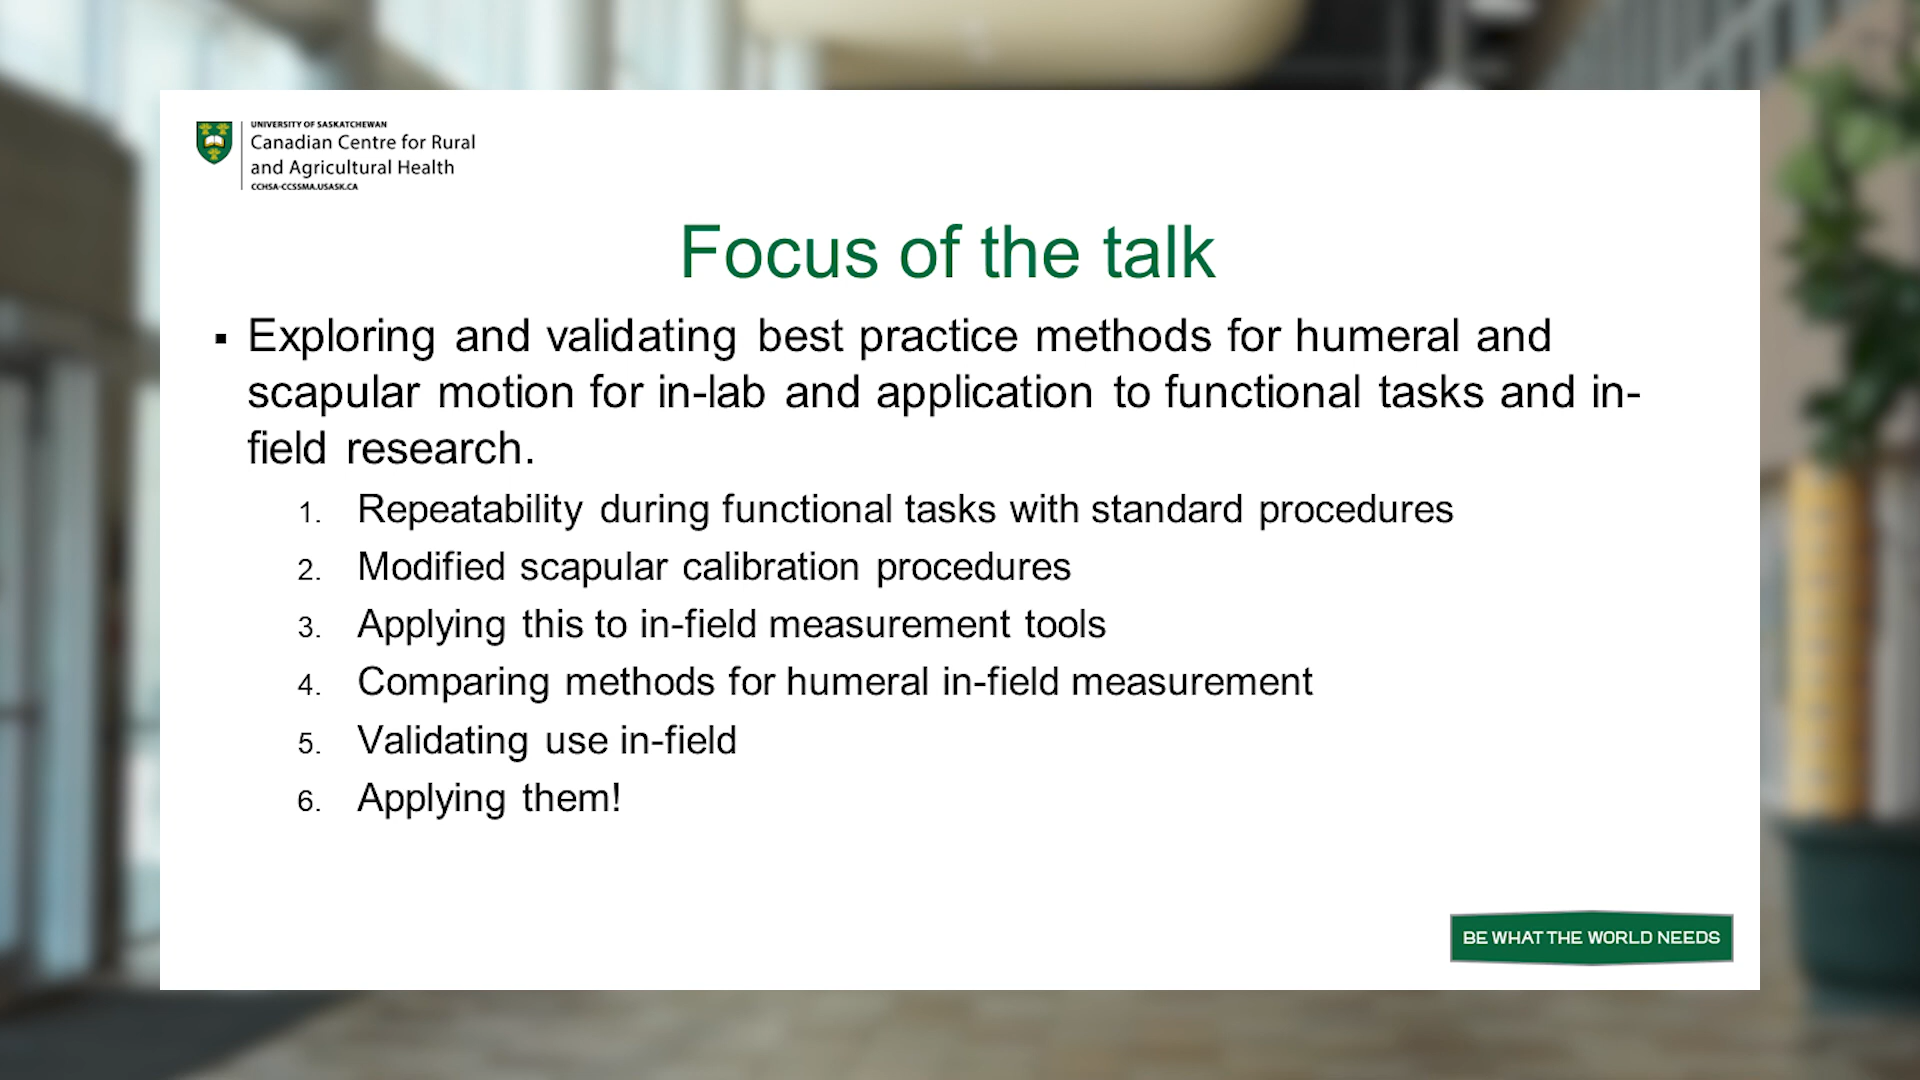 UNIVERSITY OF SASKATCHEWAN
Canadian Centre for Rural
and Agricultural Health
CCHSA-CCSSMA.USASK.CA
Focus of the talk
▪ Exploring and validating best practice methods for humeral and
scapular motion for in-lab and application to functional tasks and in-
field research.
1. Repeatability during functional tasks with standard procedures
2. Modified scapular calibration procedures
3. Applying this to in-field measurement tools
4. Comparing methods for humeral in-field measurement
5. Validating use in-field
6. Applying them!
BE WHAT THE WORLD NEEDS